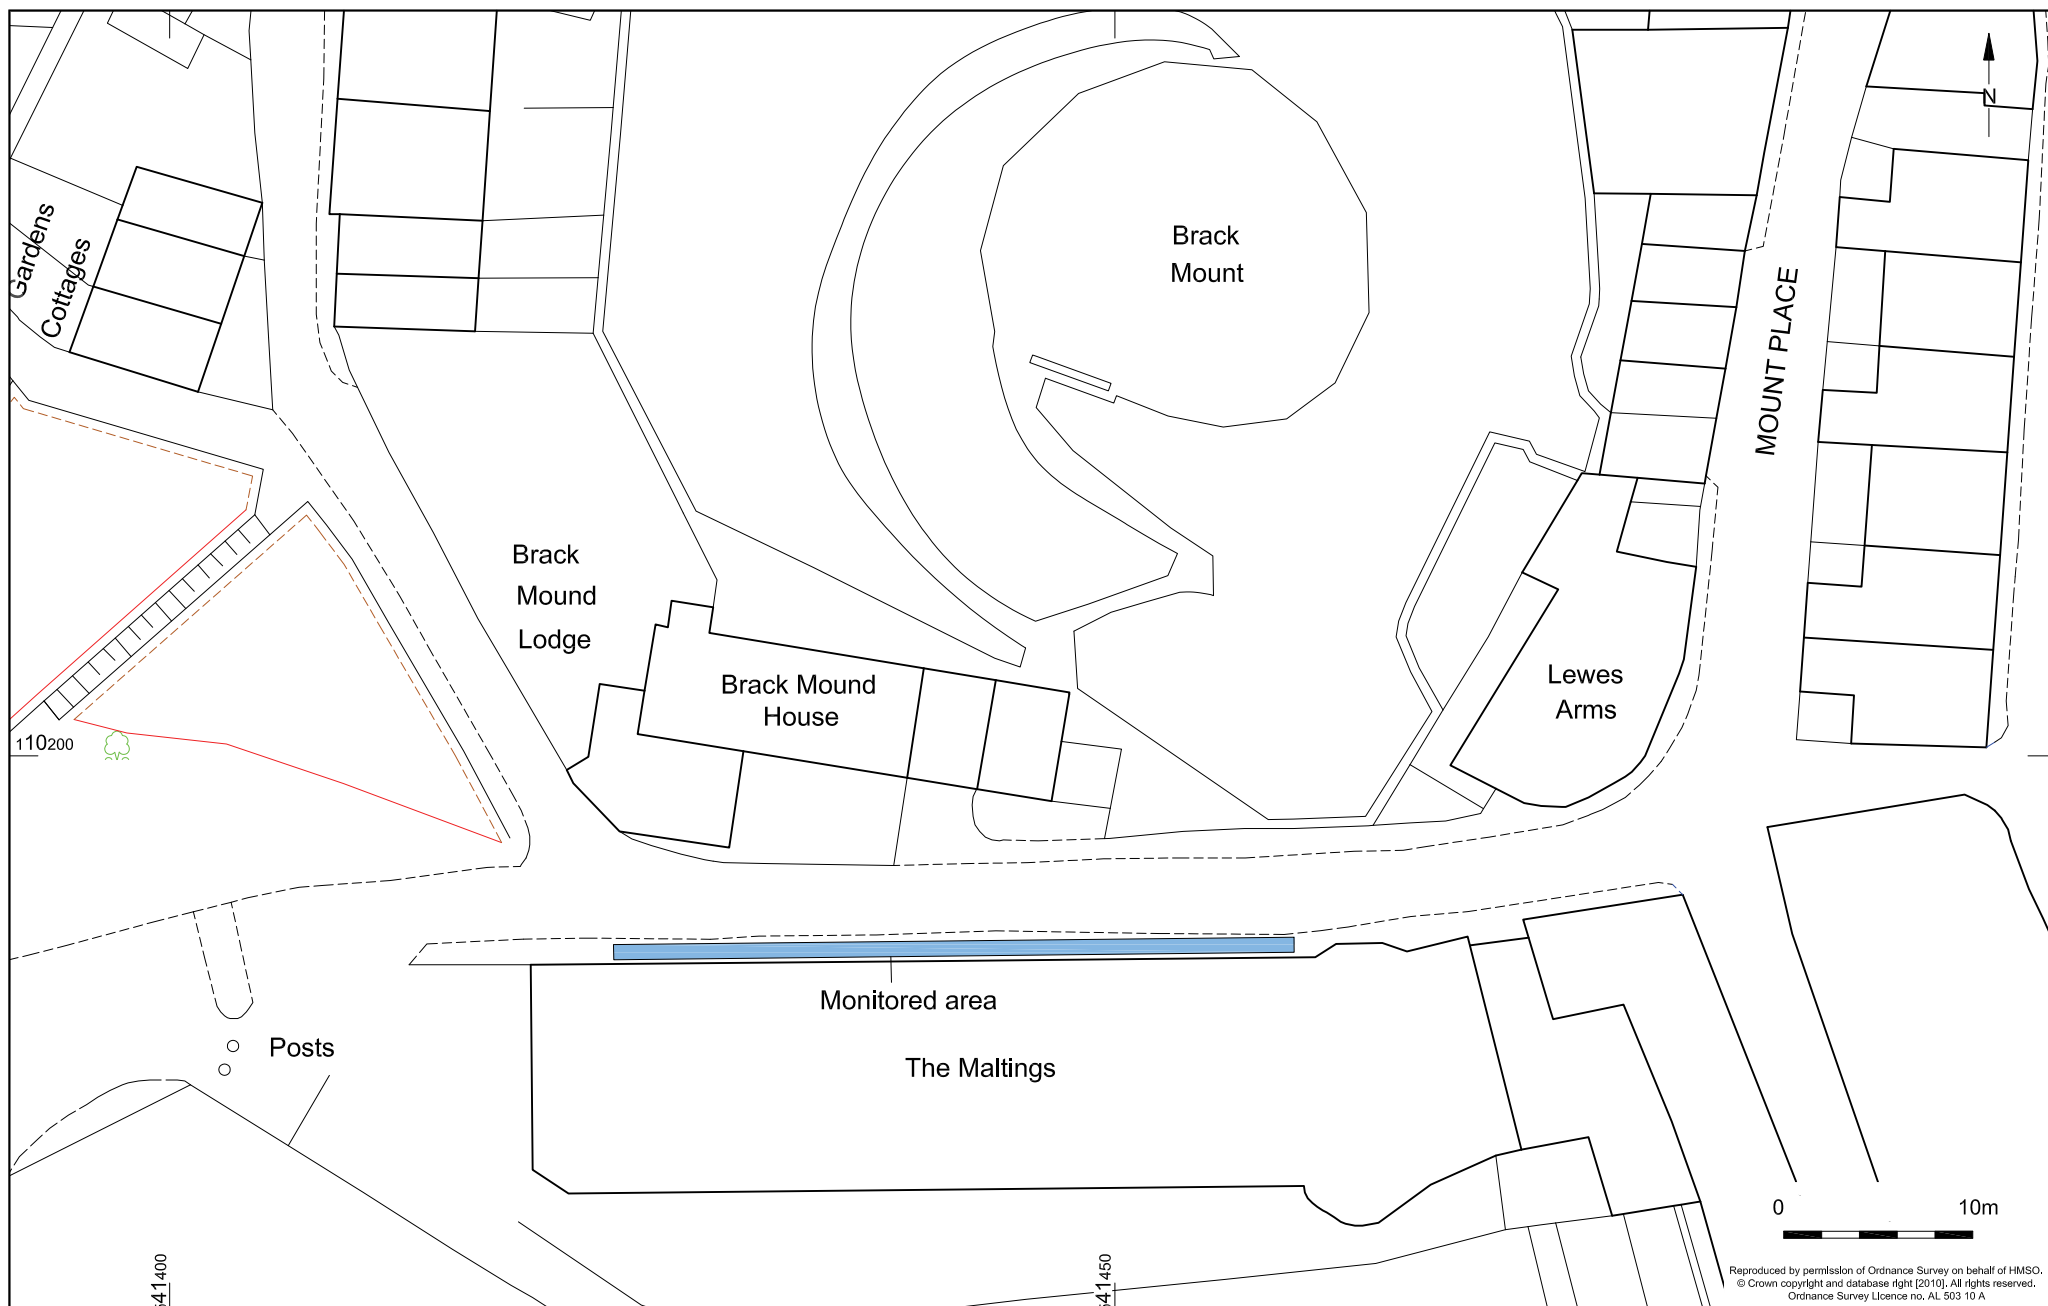 N
Gardens
Cottages
Brack
Mount
MOUNT PLACE
Brack
Mound
Lodge
Brack Mound
House
Lewes
Arms
110200
Monitored area
Posts
The Maltings
0 10m
541400
541450
Reproduced by permission of Ordnance Survey on behalf of HMSO.
© Crown copyright and database right [2010]. All rights reserved.
Ordnance Survey Licence no. AL 503 10 A